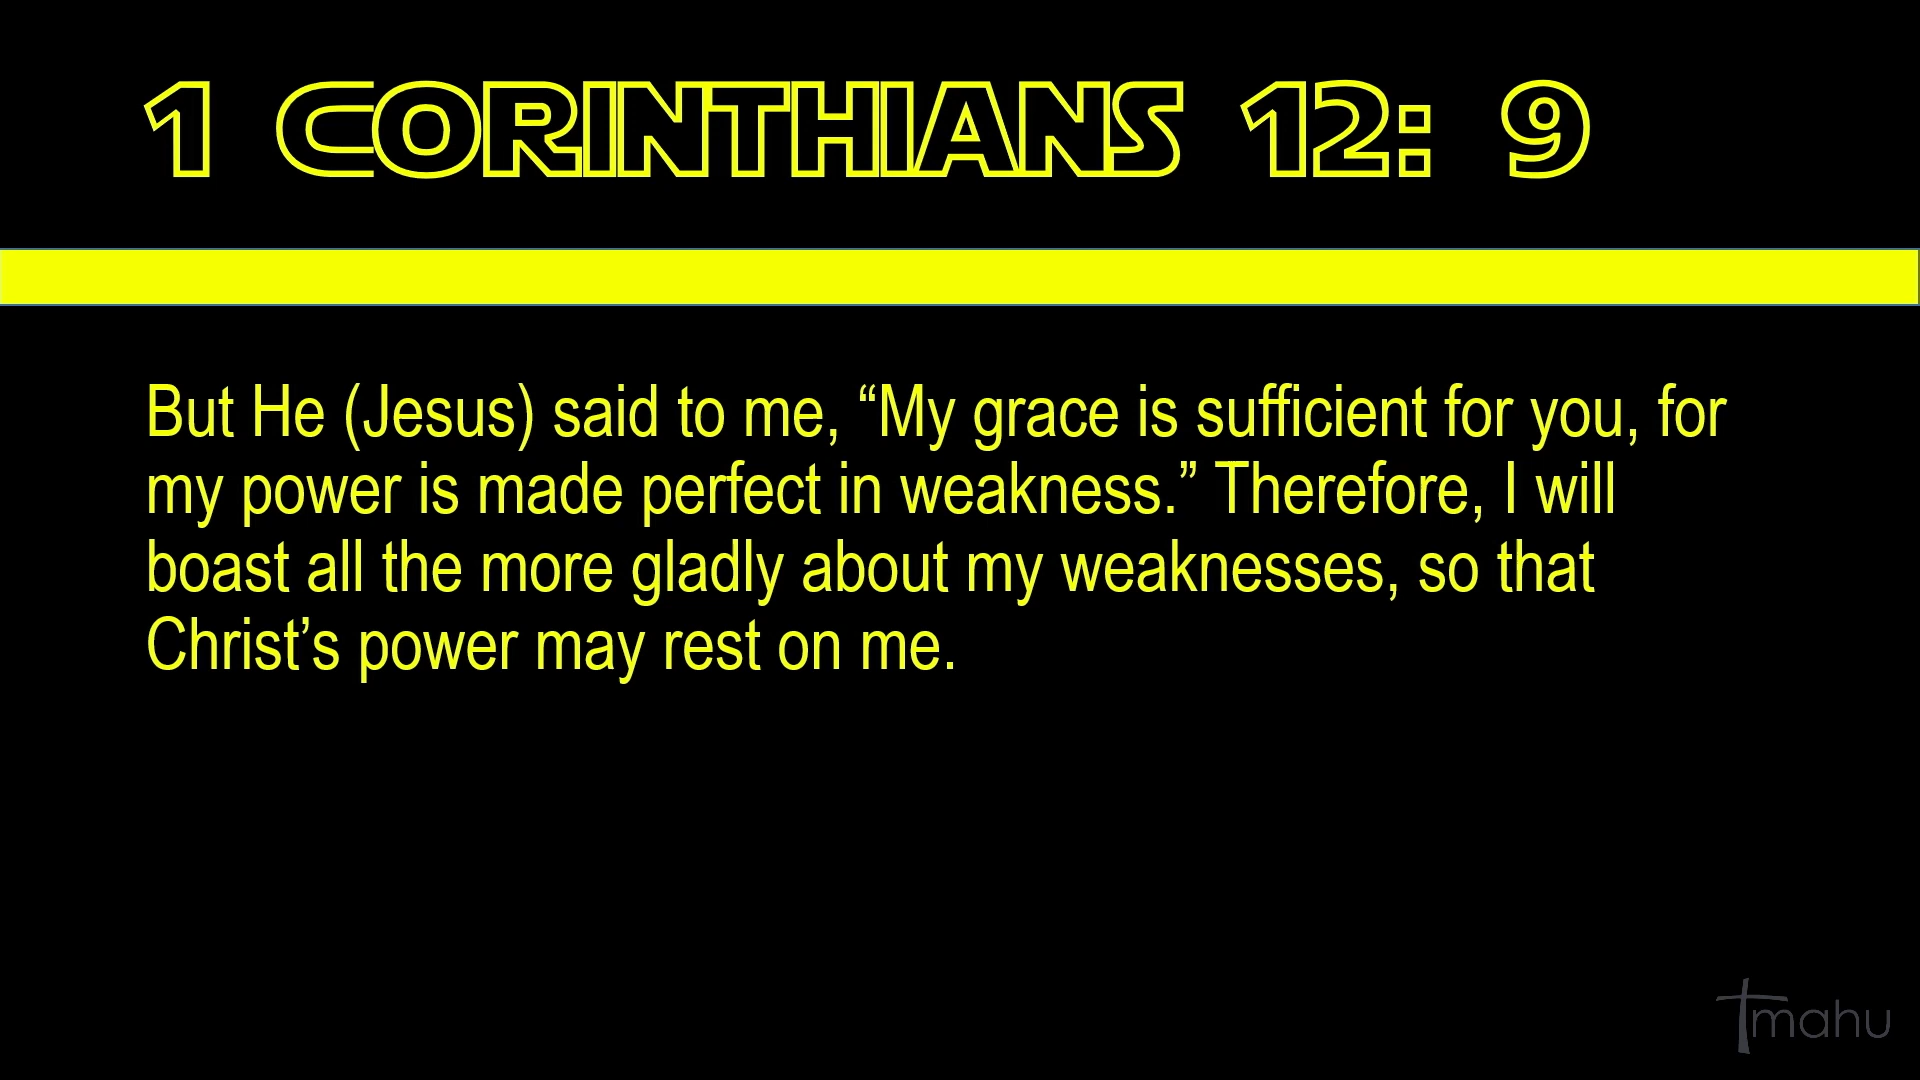 1 CORINTHIANS 12: 9
But He (Jesus) said to me, “My grace is sufficient for you, for
my power is made perfect in weakness.” Therefore, I will
boast all the more gladly about my weaknesses, so that
Christ’s power may rest on me.
mahu